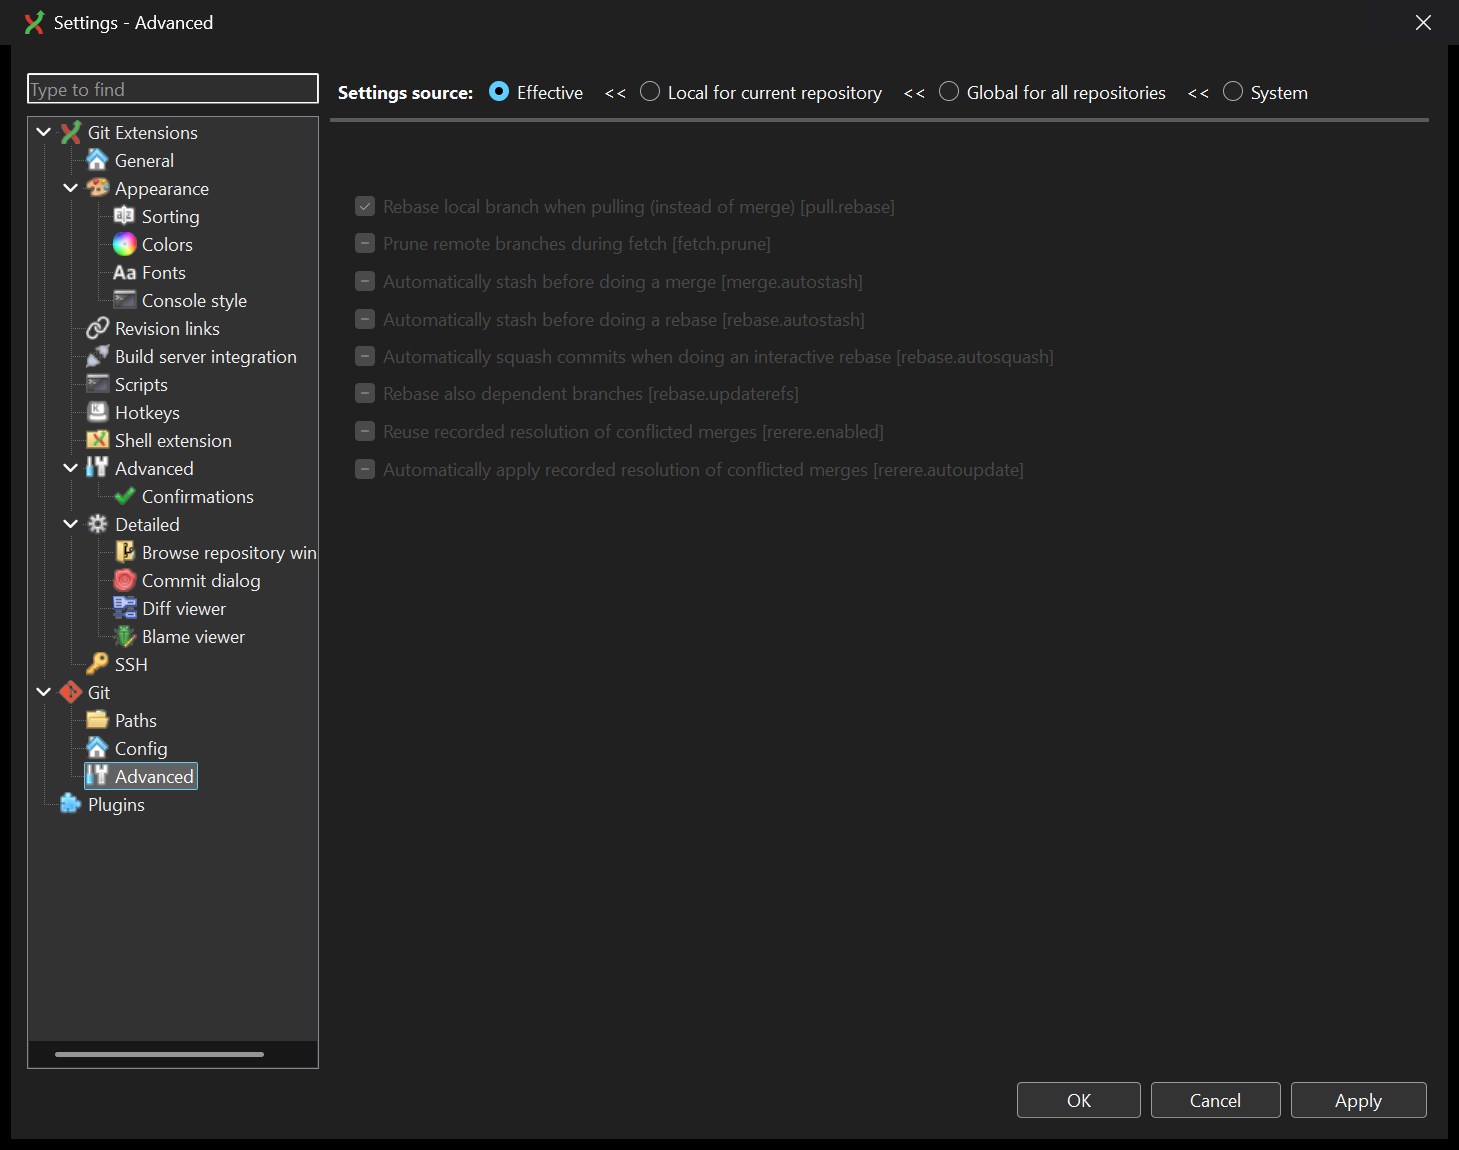 Settings - Advanced
Type to find
Settings source: Effective << Local for current repository << Global for all repositories << System
Git Extensions
General
Appearance
Sorting
Colors
Aa Fonts
Console style
Revision links
Build server integration
Scripts
Hotkeys
Shell extension
Advanced
Confirmations
Detailed
Browse repository win
Commit dialog
Diff viewer
Blame viewer
SSH
Git
Paths
Config
Advanced
Plugins
Rebase local branch when pulling (instead of merge) [pull.rebase]
Prune remote branches during fetch [fetch.prune]
Automatically stash before doing a merge [merge.autostash]
Automatically stash before doing a rebase [rebase.autostash]
Automatically squash commits when doing an interactive rebase [rebase.autosquash]
Rebase also dependent branches [rebase.updaterefs]
Reuse recorded resolution of conflicted merges [rerere.enabled]
Automatically apply recorded resolution of conflicted merges [rerere.autoupdate]
OK Cancel Apply